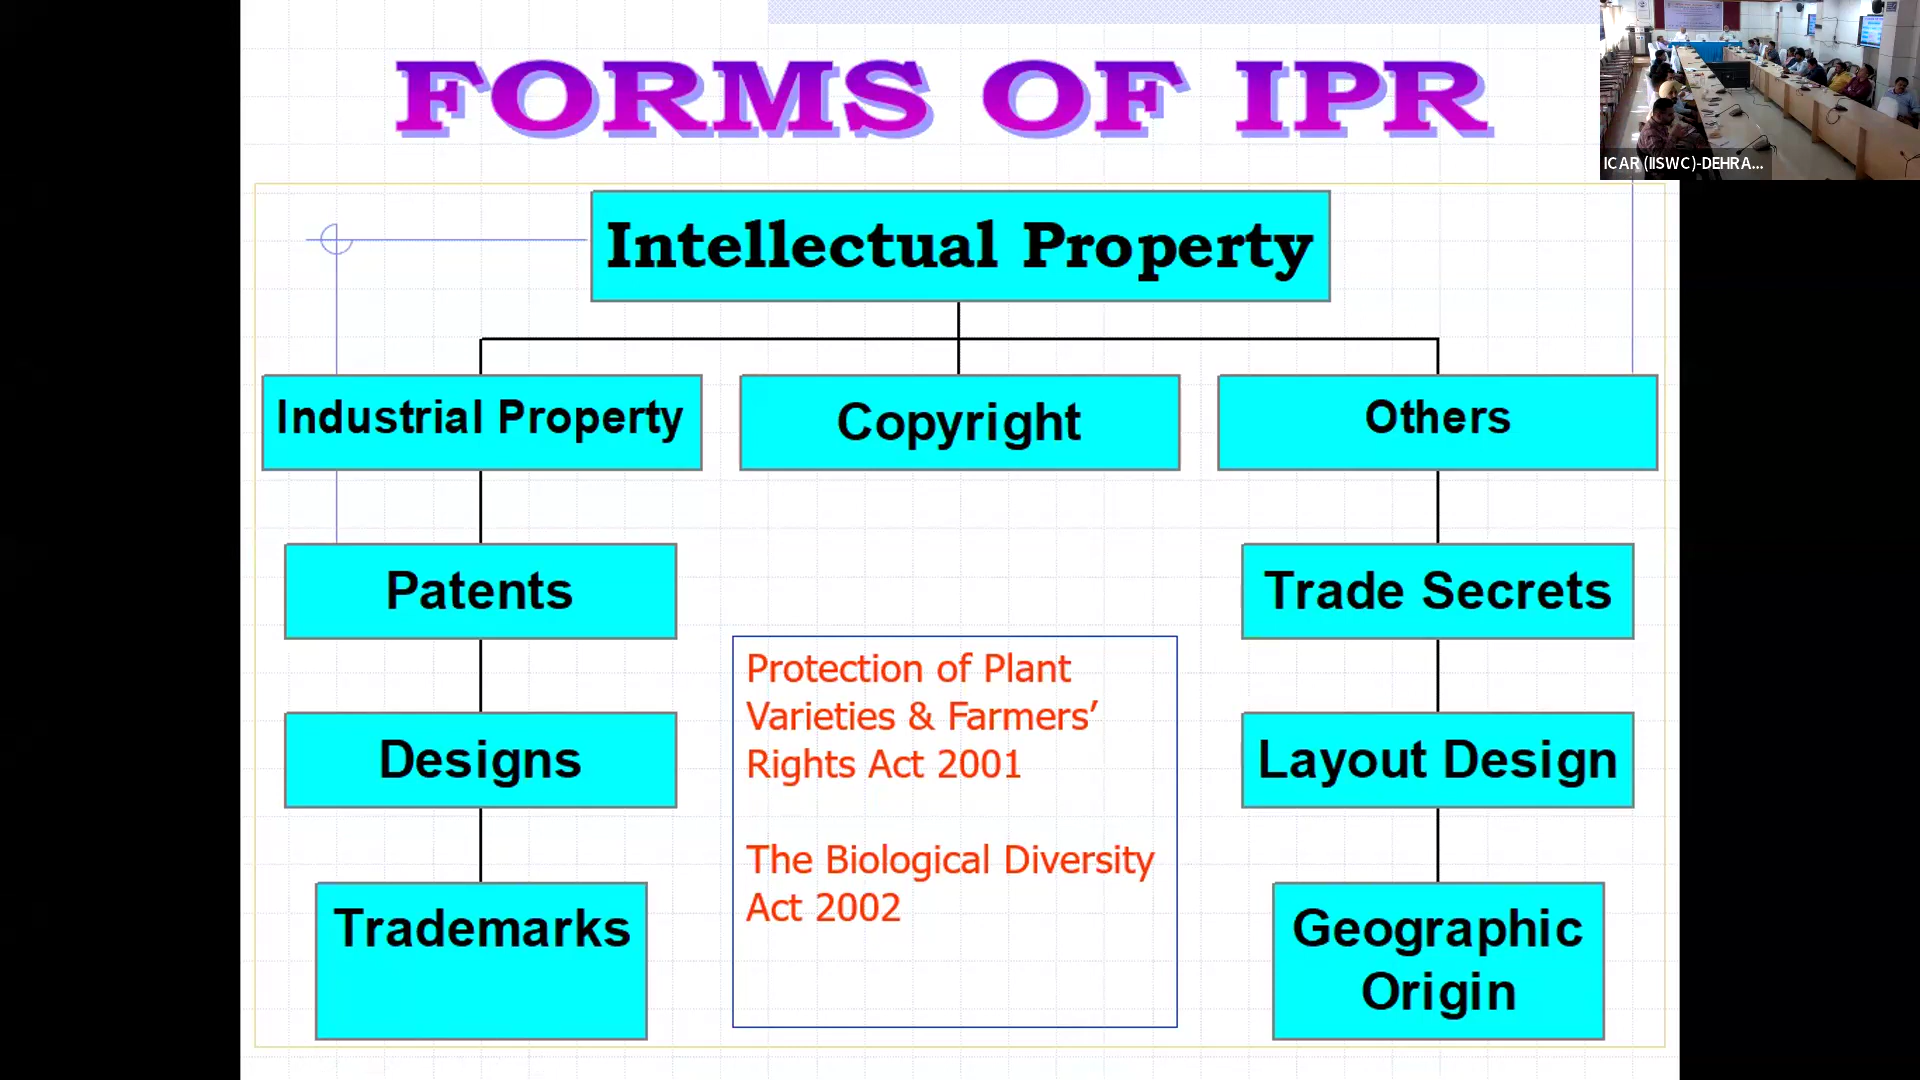 FORMS OF IPR
ICAR (IISWC)-DEHRA...
Intellectual Property
Industrial Property
Copyright
Others
Patents
Trade Secrets
Protection of Plant
Varieties & Farmers’
Rights Act 2001
The Biological Diversity
Act 2002
Designs
Layout Design
Trademarks
Geographic
Origin